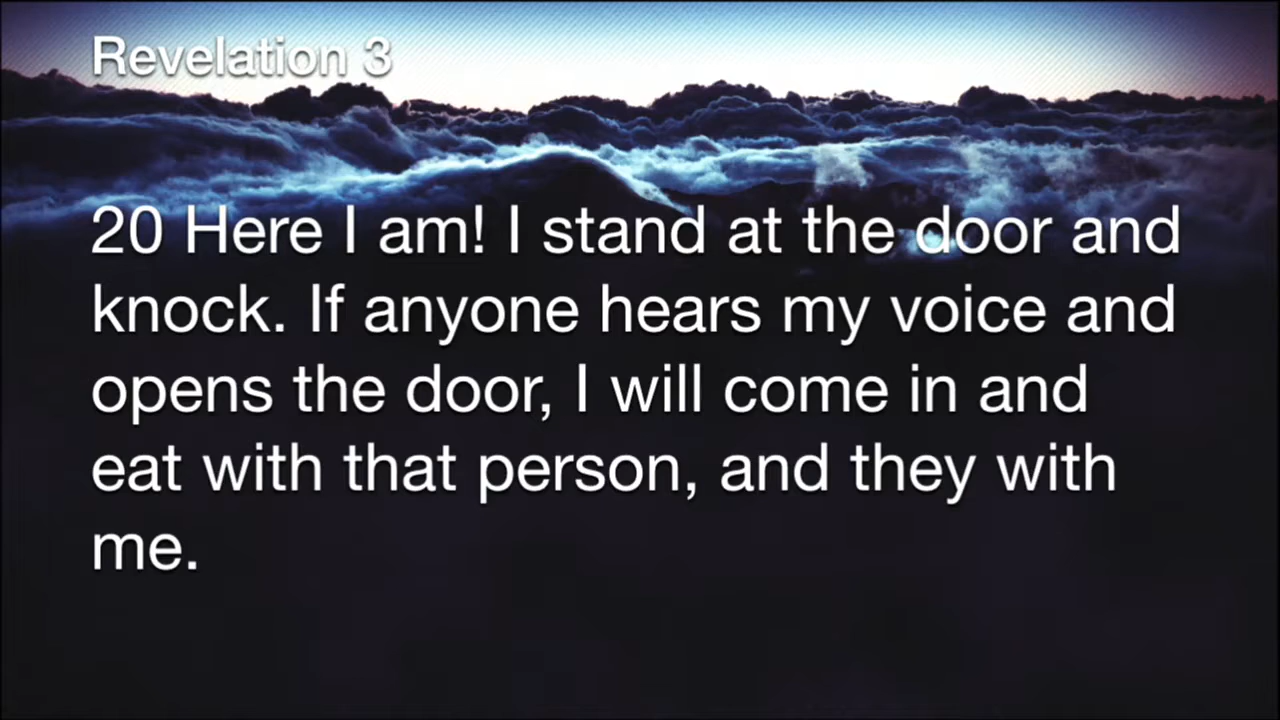 Revelation 3
20 Here I am! I stand at the door and
knock. If anyone hears my voice and
opens the door, I will come in and
eat with that person, and they with
me.